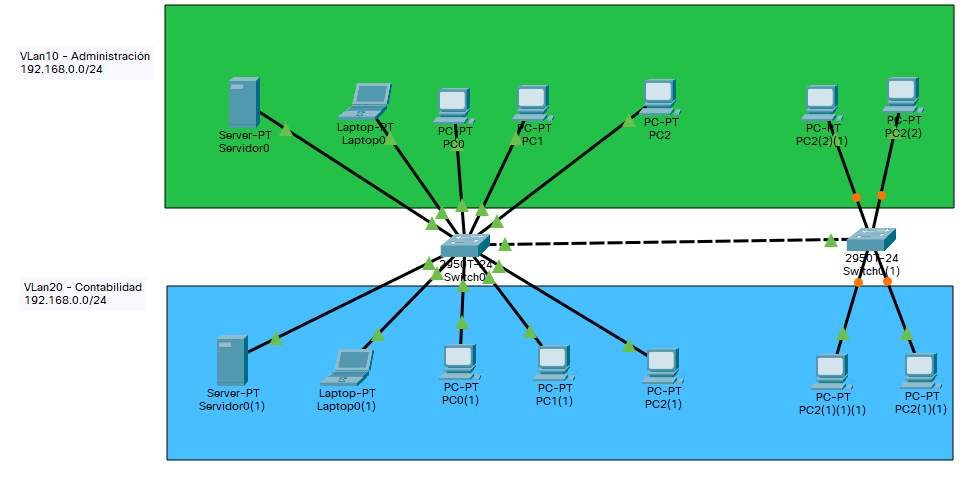 VLan10 - Administración
192.168.0.0/24
Server-PT
Servidor0
Laptop-PT
Laptop0
PC-PT
PC0
PC-PT
PC1
PC-PT
PC2
PC-PT
PC2(2)(1)
PC-PT
PC2(2)
2950T-24
Switch0
2950T-24
Switch0(1)
VLan20 - Contabilidad
192.168.0.0/24
Server-PT
Servidor0(1)
Laptop-PT
Laptop0(1)
PC-PT
PC0(1)
PC-PT
PC1(1)
PC-PT
PC2(1)
PC-PT
PC2(1)(1)(1)
PC-PT
PC2(1)(1)